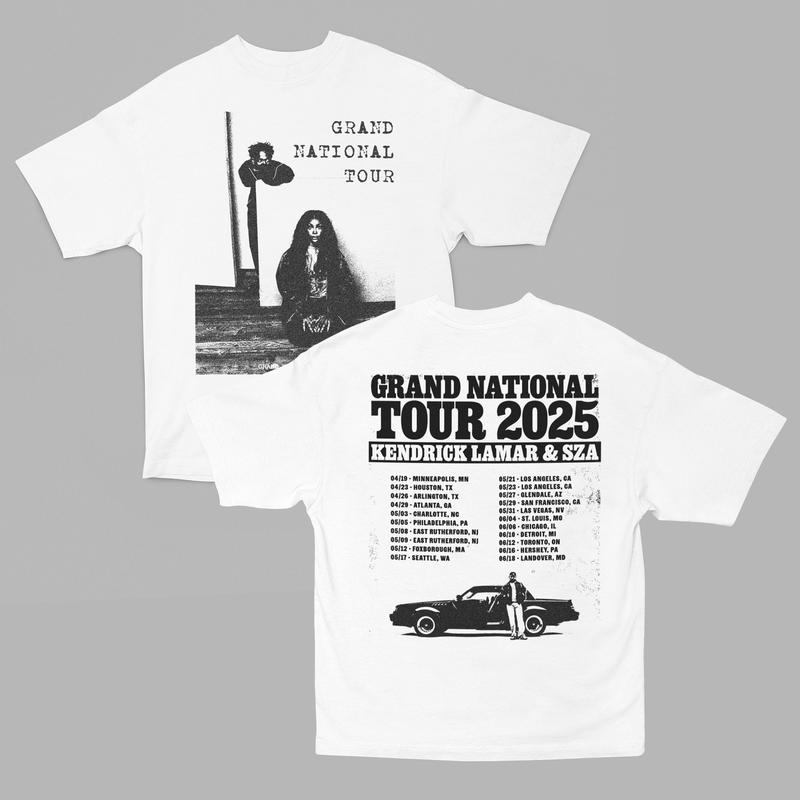 GRAND
NATIONAL
TOUR
GRAND NATIONAL
TOUR 2025
KENDRICK LAMAR & SZA
04/19 - MINNEAPOLIS, MN
04/23 - HOUSTON, TX
04/26 - ARLINGTON, TX
04/29 - ATLANTA, GA
05/03 - CHARLOTTE, NC
05/05 - PHILADELPHIA, PA
05/08 - EAST RUTHERFORD, NJ
05/09 - EAST RUTHERFORD, NJ
05/12 - FOXBOROUGH, MA
05/17 - SEATTLE, WA
05/21 - LOS ANGELES, CA
05/23 - LOS ANGELES, CA
05/27 - GLENDALE, AZ
05/29 - SAN FRANCISCO, CA
05/31 - LAS VEGAS, NV
06/04 - ST. LOUIS, MO
06/06 - CHICAGO, IL
06/10 - DETROIT, MI
06/12 - TORONTO, ON
06/16 - HERSHEY, PA
06/18 - LANDOVER, MD